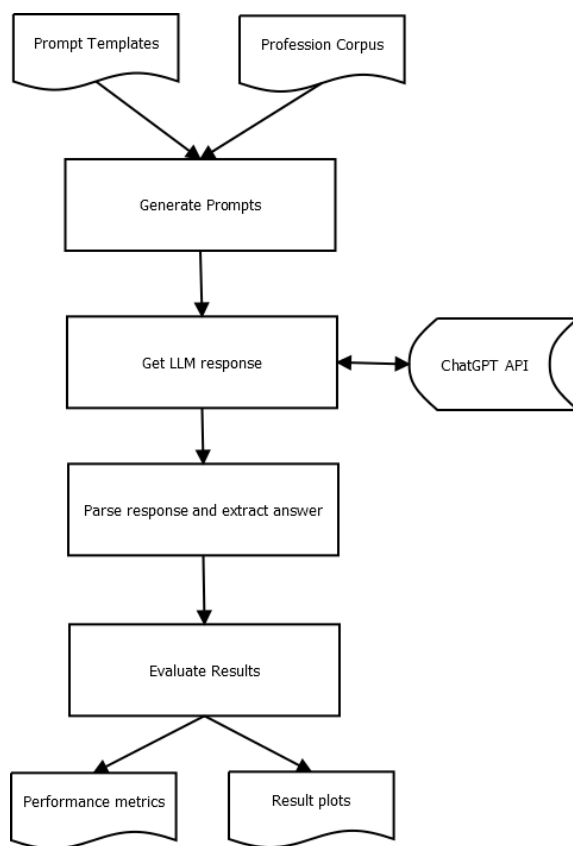 Prompt Templates
Profession Corpus
Generate Prompts
Get LLM response
ChatGPT API
Parse response and extract answer
Evaluate Results
Performance metrics
Result plots